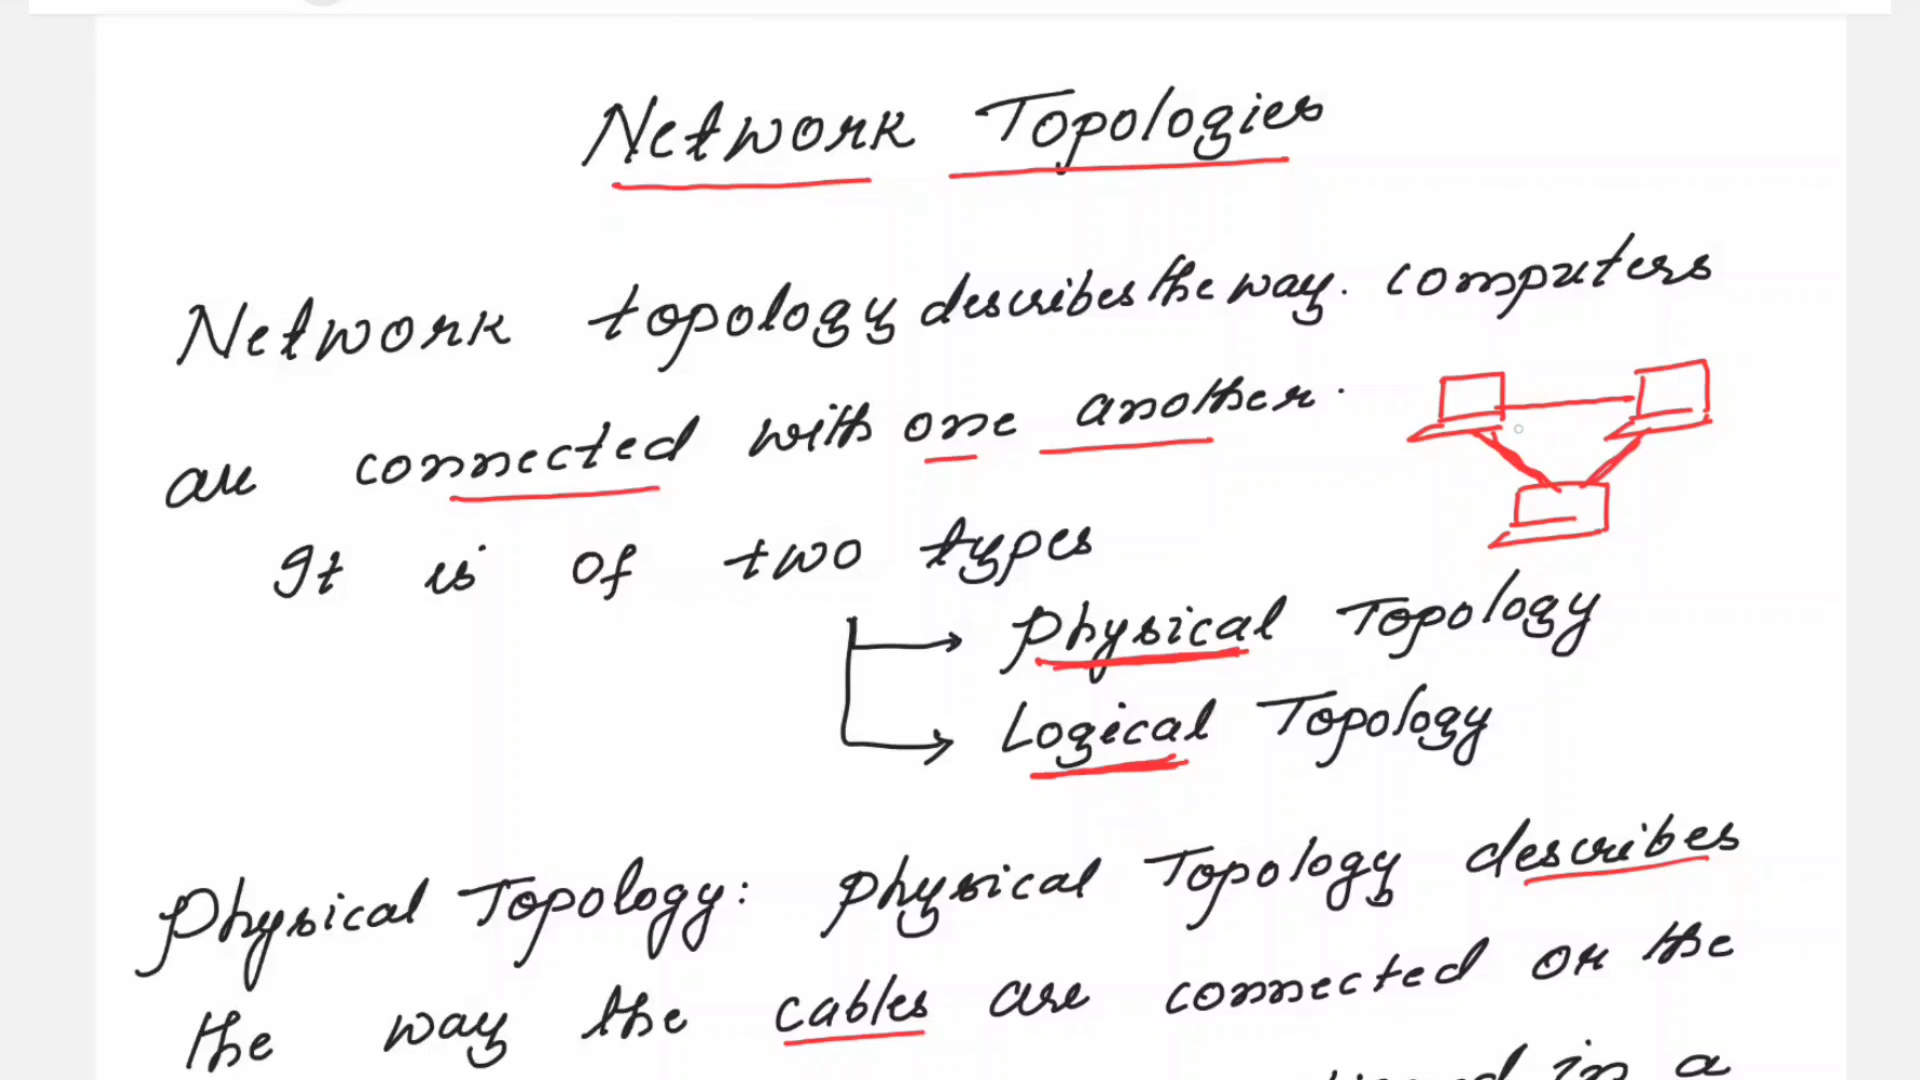 Network Topologies
Network topology describes the way. computers
are connected with one another.
It is of two types
Physical Topology
Logical Topology
Physical Topology: Physical Topology describes
the way the cables are connected or the
in a